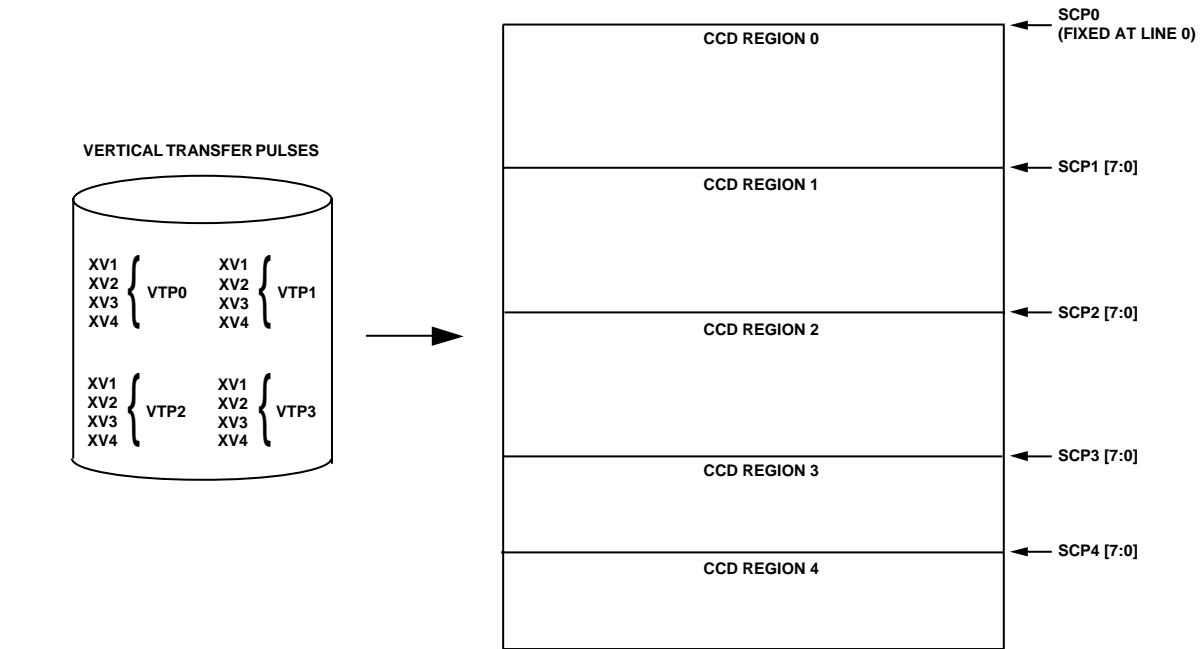 VERTICAL TRANSFER PULSES
XV1
XV2
XV3
XV4
VTP0
XV1
XV2
XV3
XV4
VTP1
XV1
XV2
XV3
XV4
VTP2
XV1
XV2
XV3
XV4
VTP3
CCD REGION 0
CCD REGION 1
CCD REGION 2
CCD REGION 3
CCD REGION 4
SCP0
(FIXED AT LINE 0)
SCP1 [7:0]
SCP2 [7:0]
SCP3 [7:0]
SCP4 [7:0]